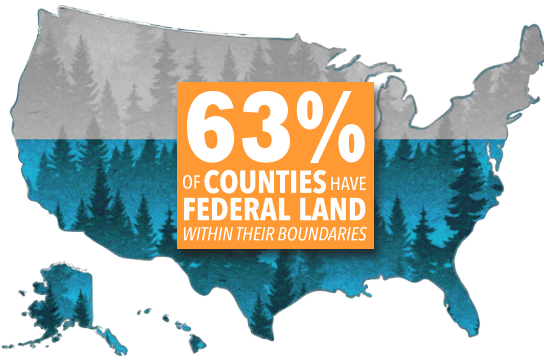 63%
OF COUNTIES HAVE
FEDERAL LAND
WITHIN THEIR BOUNDARIES